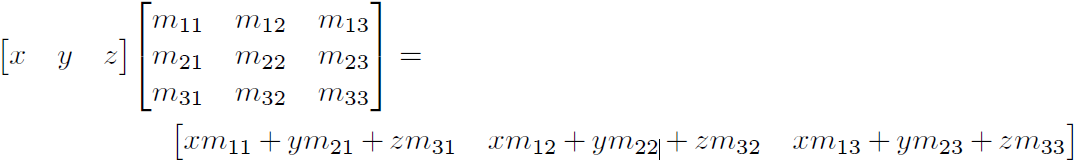 [x y z] [m₁₁ m₁₂ m₁₃
m₂₁ m₂₂ m₂₃
m₃₁ m₃₂ m₃₃] =
[xm₁₁ + ym₂₁ + zm₃₁ xm₁₂ + ym₂₂ + zm₃₂ xm₁₃ + ym₂₃ + zm₃₃]